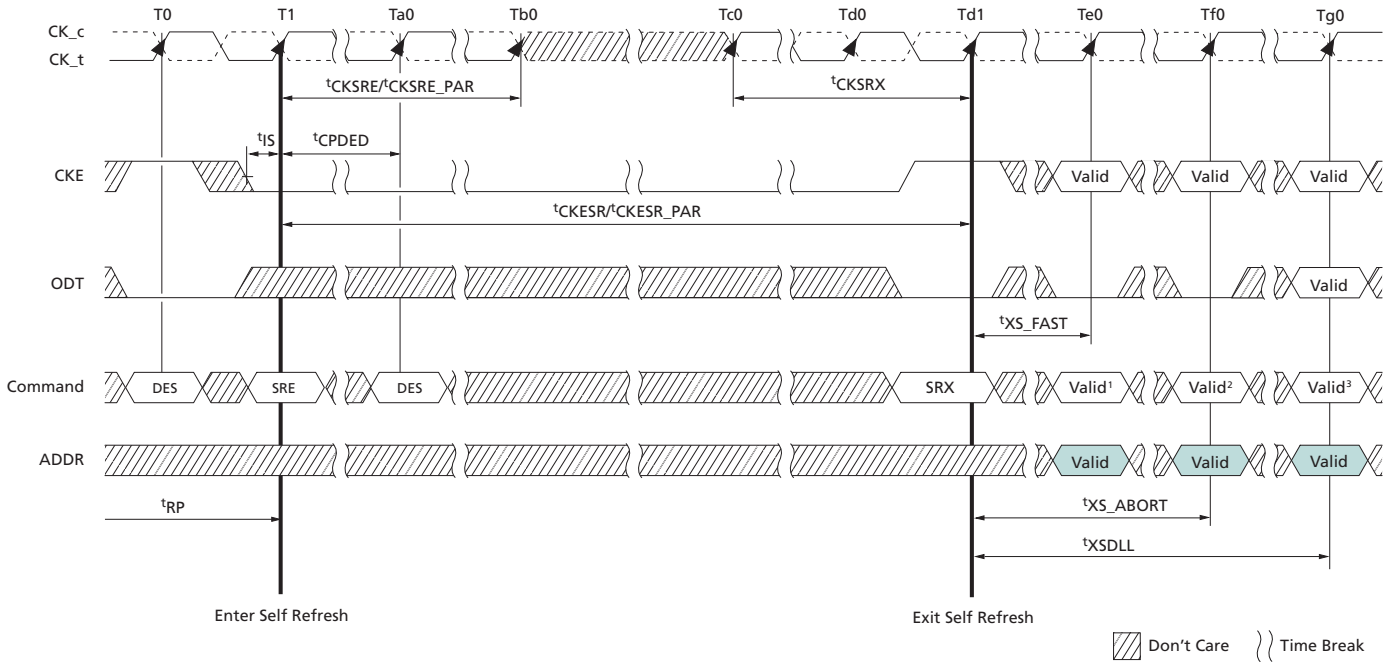 T0 T1 Ta0 Tb0 Tc0 Td0 Td1 Te0 Tf0 Tg0
CK_c
CK_t
tCKSRE/tCKSRE_PAR tCKSRX
tIS tCPDED
CKE Valid Valid Valid
tCKESR/tCKESR_PAR
ODT Valid
tXS_FAST
Command DES SRE DES SRX Valid1 Valid2 Valid3
ADDR Valid Valid Valid
tRP tXS_ABORT
tXSDLL
Enter Self Refresh Exit Self Refresh
Don't Care Time Break